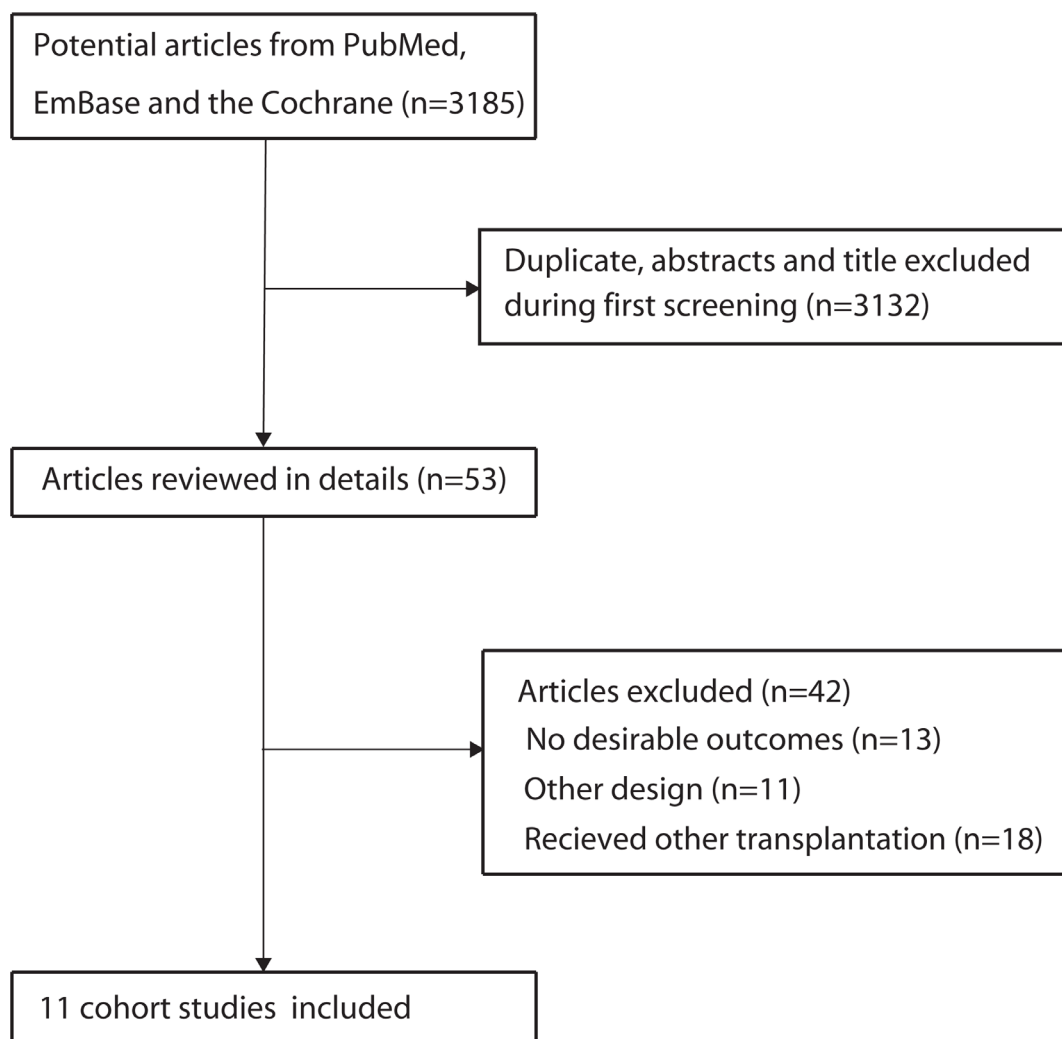 Potential articles from PubMed,
EmBase and the Cochrane (n=3185)
Duplicate, abstracts and title excluded
during first screening (n=3132)
Articles reviewed in details (n=53)
Articles excluded (n=42)
No desirable outcomes (n=13)
Other design (n=11)
Recieved other transplantation (n=18)
11 cohort studies included